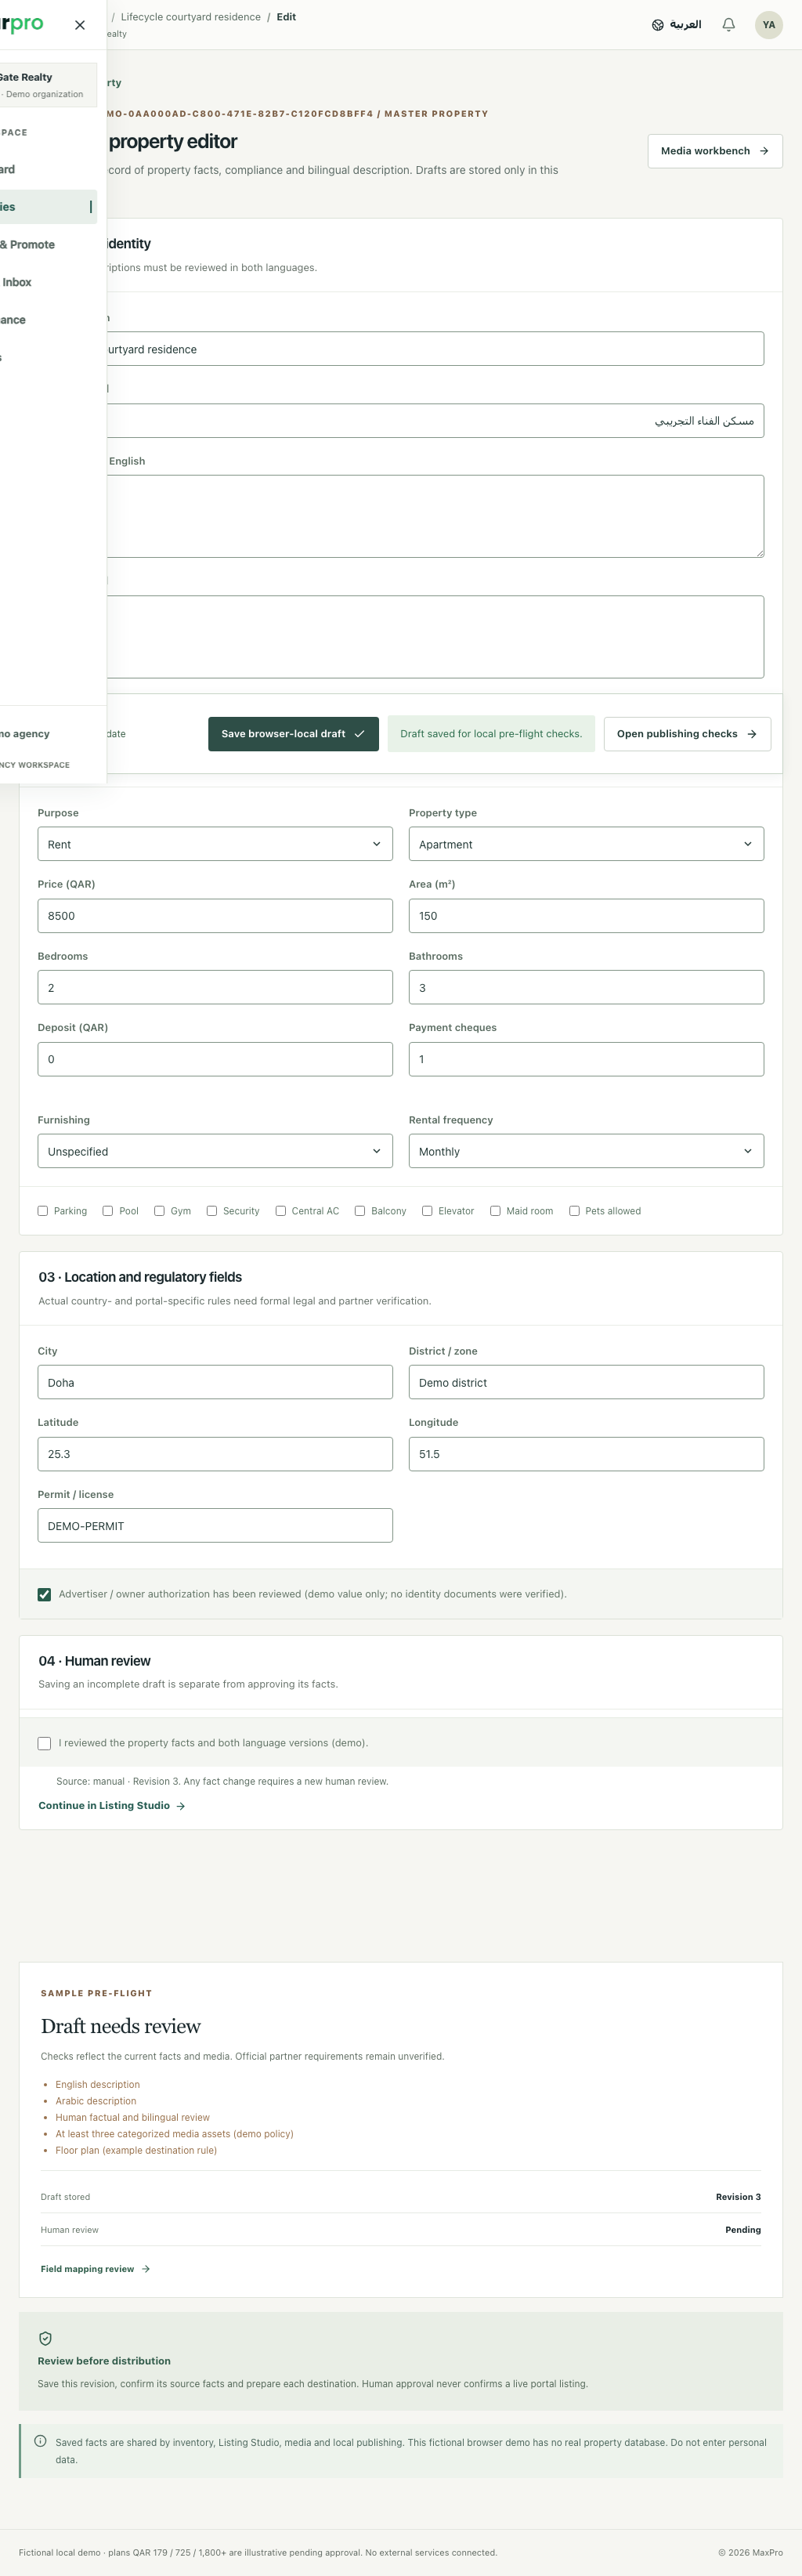 rpro
/ Lifecycle courtyard residence / Edit
ealty
العربية
YA
Gate Realty
· Demo organization
PACE
ard
ies
& Promote
Inbox
ance
s
no agency
NCY WORKSPACE
rty
MO-0AA000AD-C800-471E-82B7-C120FCD8BFF4 / MASTER PROPERTY
property editor
cord of property facts, compliance and bilingual description. Drafts are stored only in this
Media workbench
identity
riptions must be reviewed in both languages.
urtyard residence
مسكن الفناء التجريبي
English
date
Save browser-local draft
Draft saved for local pre-flight checks.
Open publishing checks
Purpose
Property type
Rent
Apartment
Price (QAR)
Area (m²)
8500
150
Bedrooms
Bathrooms
2
3
Deposit (QAR)
Payment cheques
0
1
Furnishing
Rental frequency
Unspecified
Monthly
Parking Pool Gym Security Central AC Balcony Elevator Maid room Pets allowed
03 · Location and regulatory fields
Actual country- and portal-specific rules need formal legal and partner verification.
City
District / zone
Doha
Demo district
Latitude
Longitude
25.3
51.5
Permit / license
DEMO-PERMIT
Advertiser / owner authorization has been reviewed (demo value only; no identity documents were verified).
04 · Human review
Saving an incomplete draft is separate from approving its facts.
I reviewed the property facts and both language versions (demo).
Source: manual · Revision 3. Any fact change requires a new human review.
Continue in Listing Studio
SAMPLE PRE-FLIGHT
Draft needs review
Checks reflect the current facts and media. Official partner requirements remain unverified.
• English description
• Arabic description
• Human factual and bilingual review
• At least three categorized media assets (demo policy)
• Floor plan (example destination rule)
Draft stored
Revision 3
Human review
Pending
Field mapping review
Review before distribution
Save this revision, confirm its source facts and prepare each destination. Human approval never confirms a live portal listing.
Saved facts are shared by inventory, Listing Studio, media and local publishing. This fictional browser demo has no real property database. Do not enter personal
data.
Fictional local demo · plans QAR 179 / 725 / 1,800+ are illustrative pending approval. No external services connected.
© 2026 MaxPro